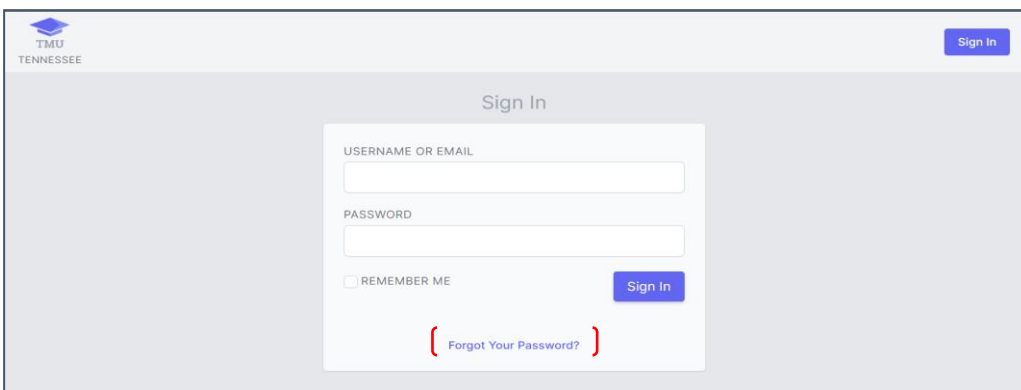 TMU
TENNESSEE
Sign In
Sign In
USERNAME OR EMAIL
PASSWORD
REMEMBER ME
Sign In
Forgot Your Password?